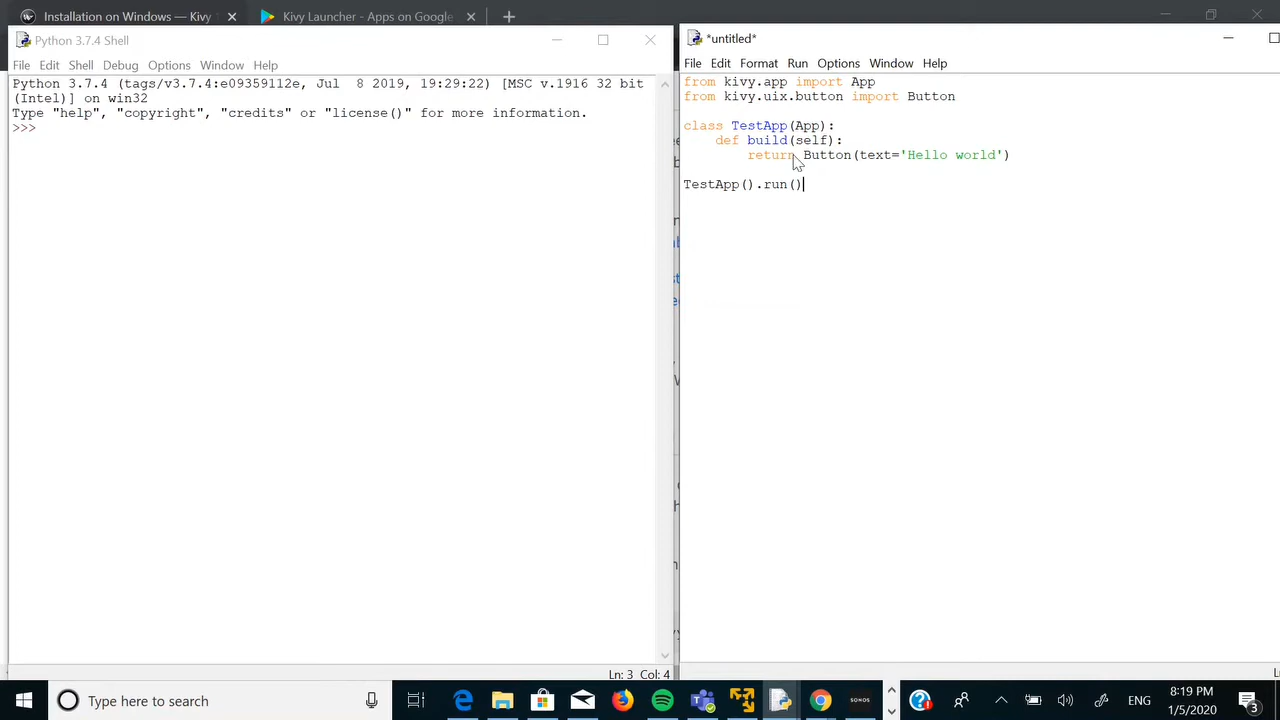 Installation on Windows — Kivy
Kivy Launcher - Apps on Google
Python 3.7.4 Shell
File Edit Shell Debug Options Window Help
Python 3.7.4 (tags/v3.7.4:e09359112e, Jul  8 2019, 19:29:22) [MSC v.1916 32 bit
(Intel)] on win32
Type "help", "copyright", "credits" or "license()" for more information.
>>>
Ln: 3 Col: 4
*untitled*
File Edit Format Run Options Window Help
from kivy.app import App
from kivy.uix.button import Button
class TestApp(App):
    def build(self):
        return Button(text='Hello world')
TestApp().run()
Type here to search
SONOS
ENG
8:19 PM
1/5/2020
3